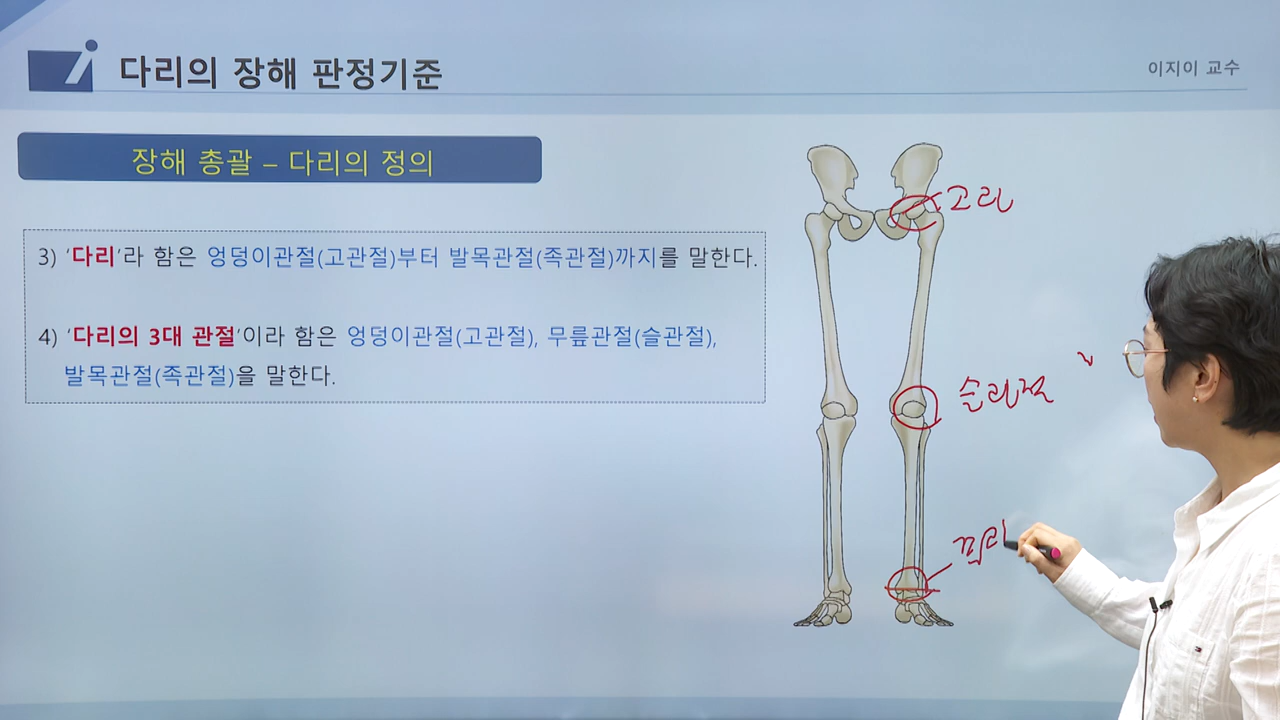 다리의 장해 판정기준
이지이 교수
장해 총괄 – 다리의 정의
3) ‘다리’라 함은 엉덩이관절(고관절)부터 발목관절(족관절)까지를 말한다.
4) ‘다리의 3대 관절’이라 함은 엉덩이관절(고관절), 무릎관절(슬관절),
발목관절(족관절)을 말한다.
고관
슬관절